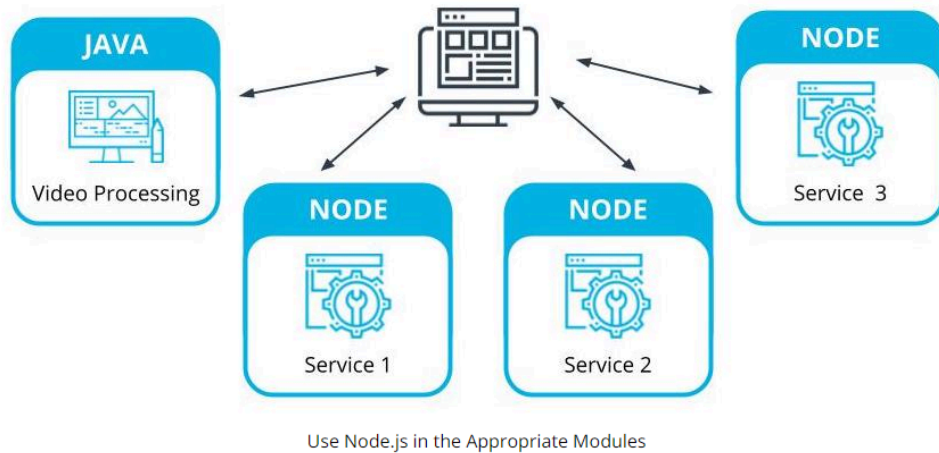 JAVA
Video Processing
NODE
Service 1
NODE
Service 2
NODE
Service 3
Use Node.js in the Appropriate Modules